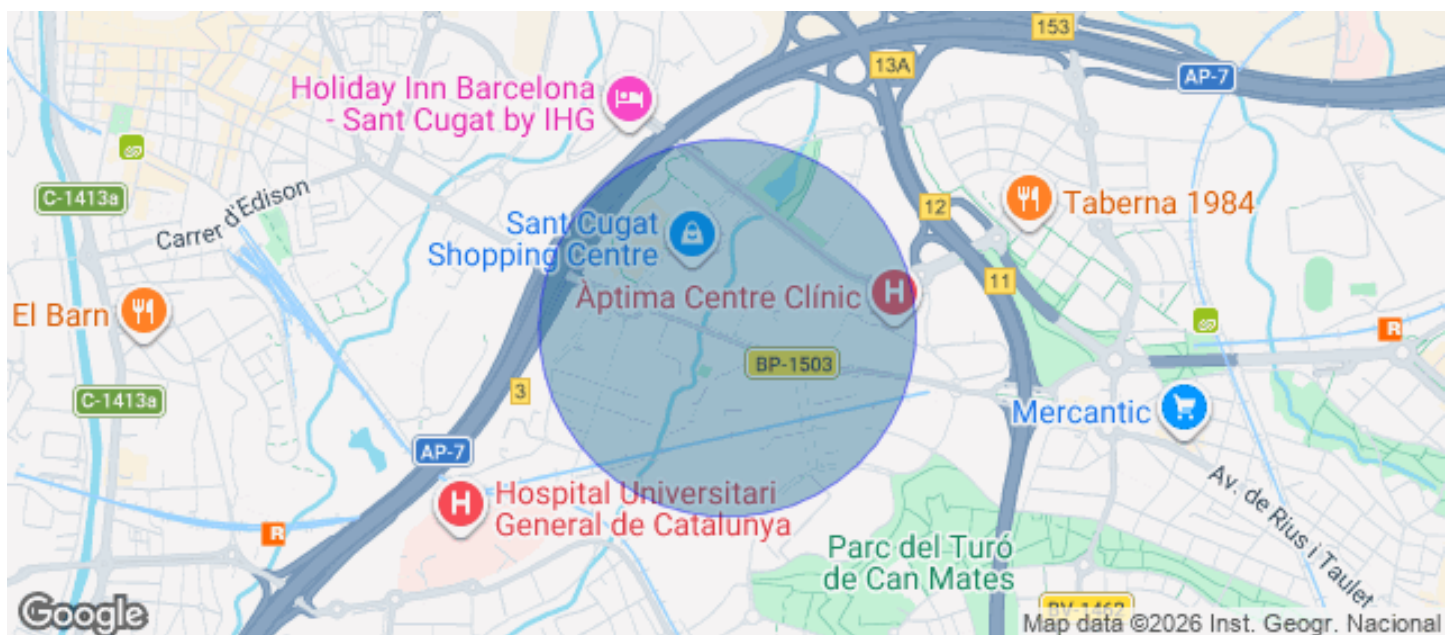 153
13A
AP-7
Holiday Inn Barcelona
- Sant Cugat by IHG
C-1413a
Carrer d'Edison
12
Taberna 1984
Sant Cugat
Shopping Centre
11
Àptima Centre Clínic
H
El Barn
R
BP-1503
3
C-1413a
Mercantic
AP-7
H
Hospital Universitari
General de Catalunya
Av. de Rius i Taulet
R
Parc del Turó
de Can Mates
BV-1462
Google
Map data ©2026 Inst. Geogr. Nacional